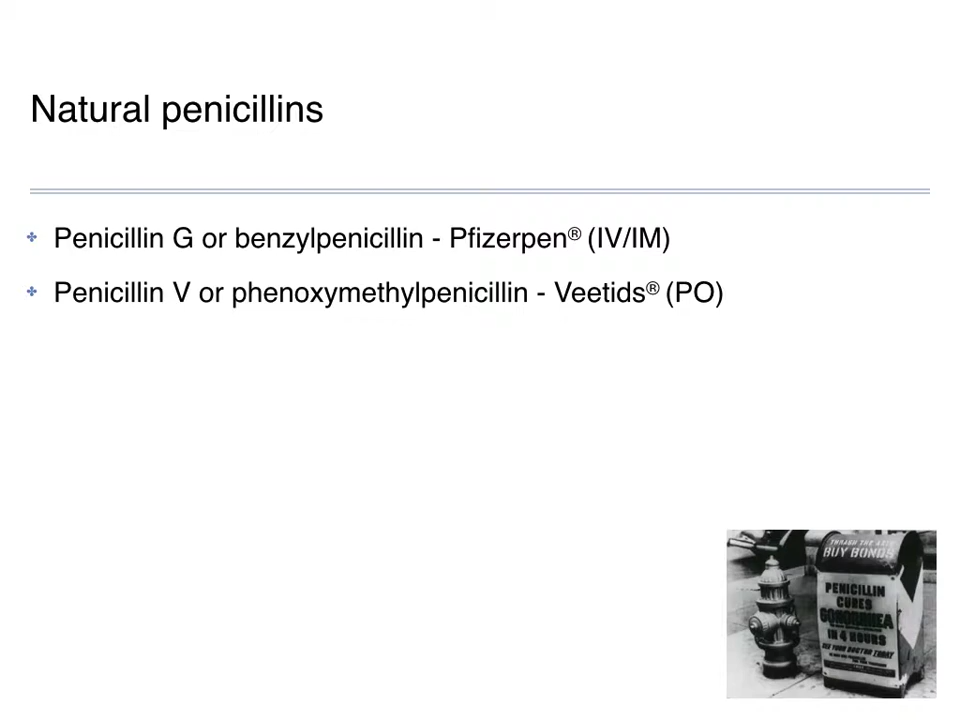 Natural penicillins
Penicillin G or benzylpenicillin - Pfizerpen® (IV/IM)
Penicillin V or phenoxymethylpenicillin - Veetids® (PO)
BUY BONDS
PENICILLIN
CURES
GONORRHEA
IN 4 HOURS
SEE YOUR DOCTOR TODAY